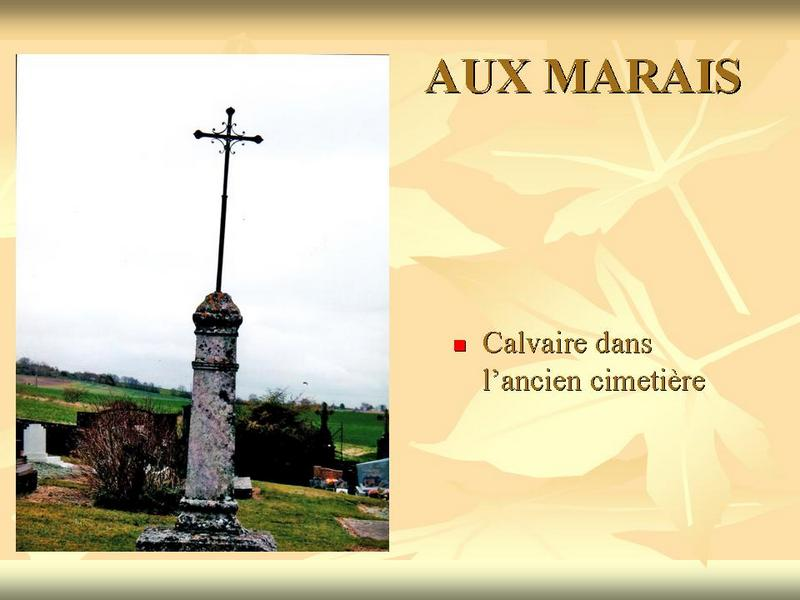 AUX MARAIS
Calvaire dans
l’ancien cimetière